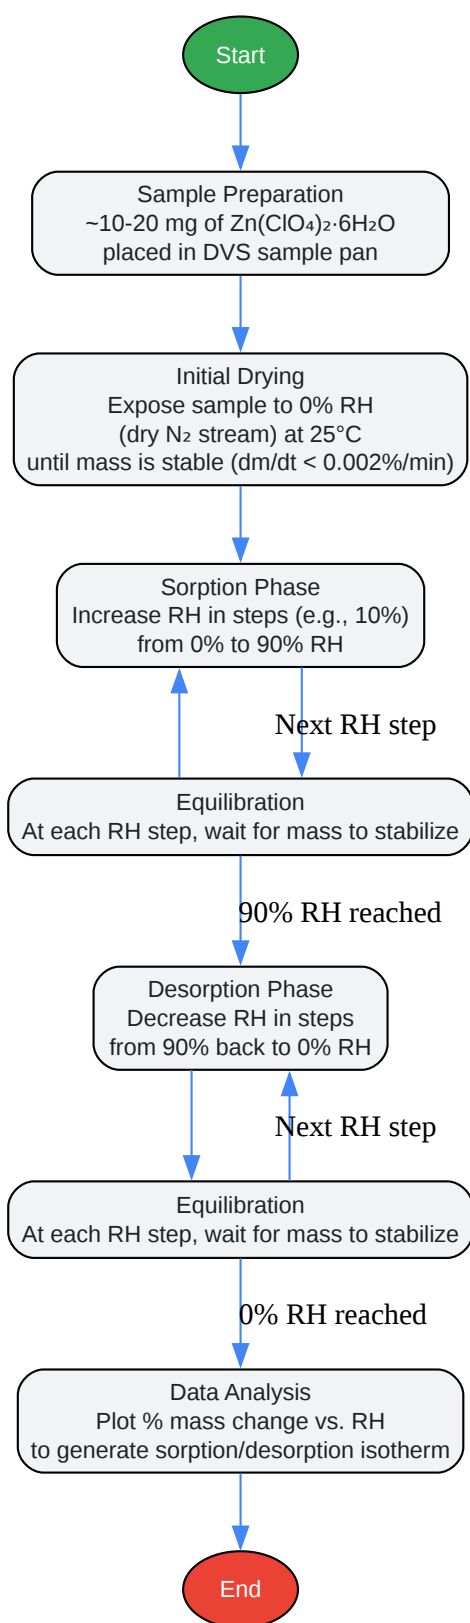 Start
Sample Preparation
~10-20 mg of Zn(ClO₄)₂·6H₂O
placed in DVS sample pan
Initial Drying
Expose sample to 0% RH
(dry N₂ stream) at 25°C
until mass is stable (dm/dt < 0.002%/min)
Sorption Phase
Increase RH in steps (e.g., 10%)
from 0% to 90% RH
Next RH step
Equilibration
At each RH step, wait for mass to stabilize
90% RH reached
Desorption Phase
Decrease RH in steps
from 90% back to 0% RH
Next RH step
Equilibration
At each RH step, wait for mass to stabilize
0% RH reached
Data Analysis
Plot % mass change vs. RH
to generate sorption/desorption isotherm
End